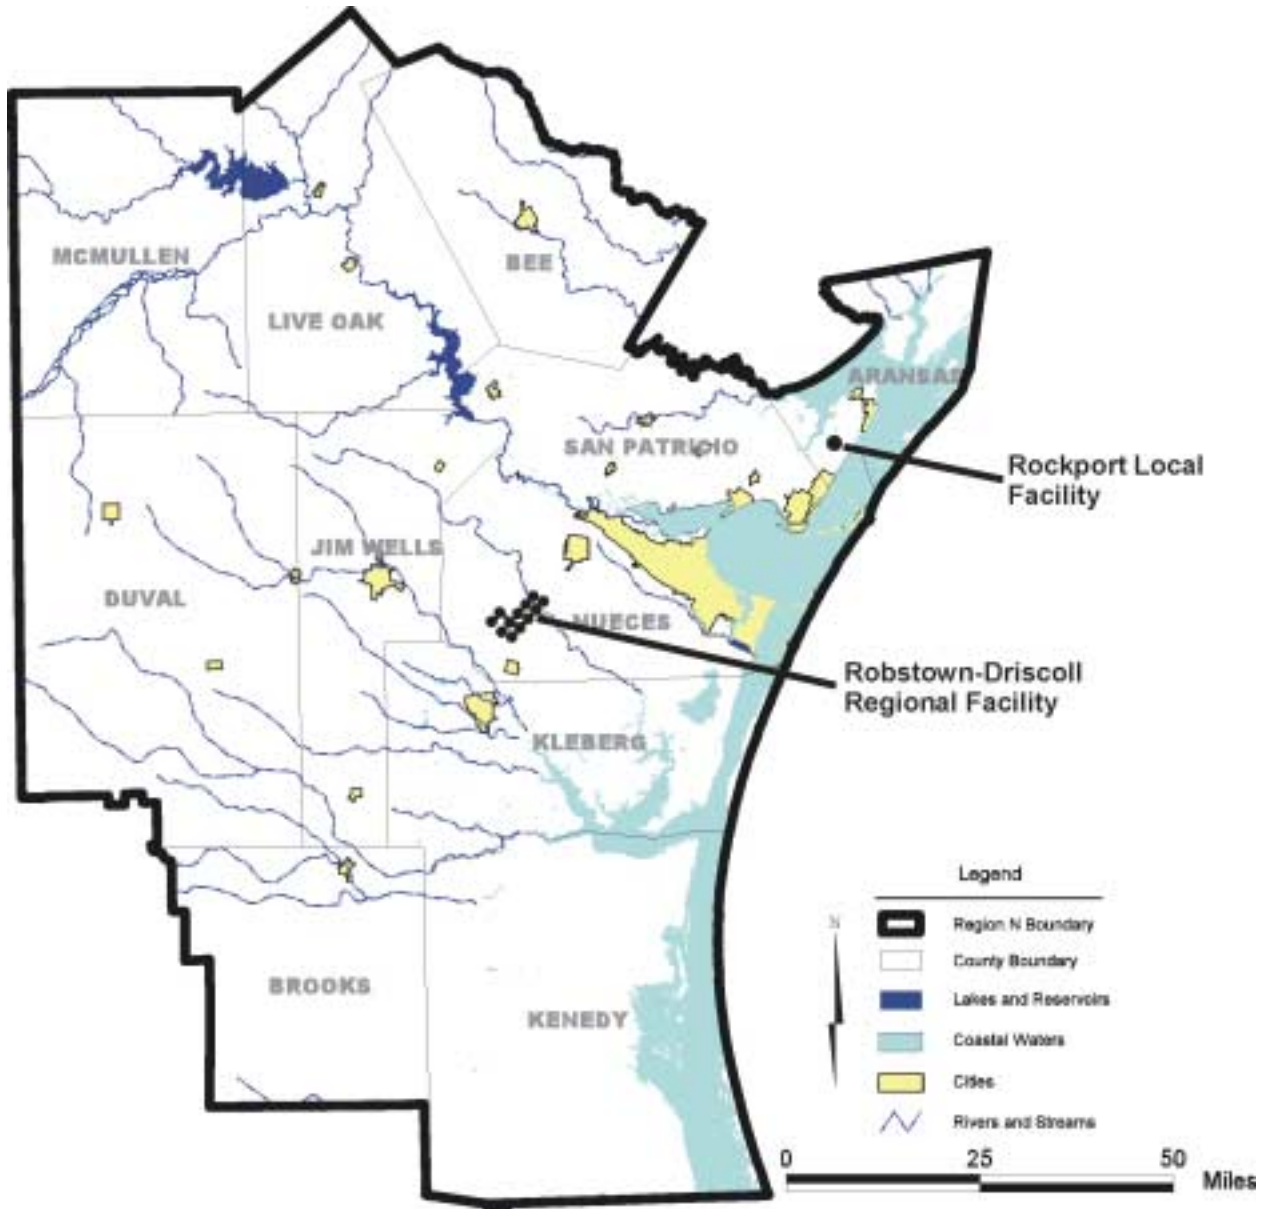 McMULLEN
BEE
LIVE OAK
ARANSAS
SAN PATRICIO
Rockport Local
Facility
JIM WELLS
DUVAL
NUECES
Robstown-Driscoll
Regional Facility
KLEBERG
Legend
N
Region N Boundary
County Boundary
BROOKS
Lakes and Reservoirs
KENEDY
Coastal Waters
Cities
Rivers and Streams
0 25 50
Miles